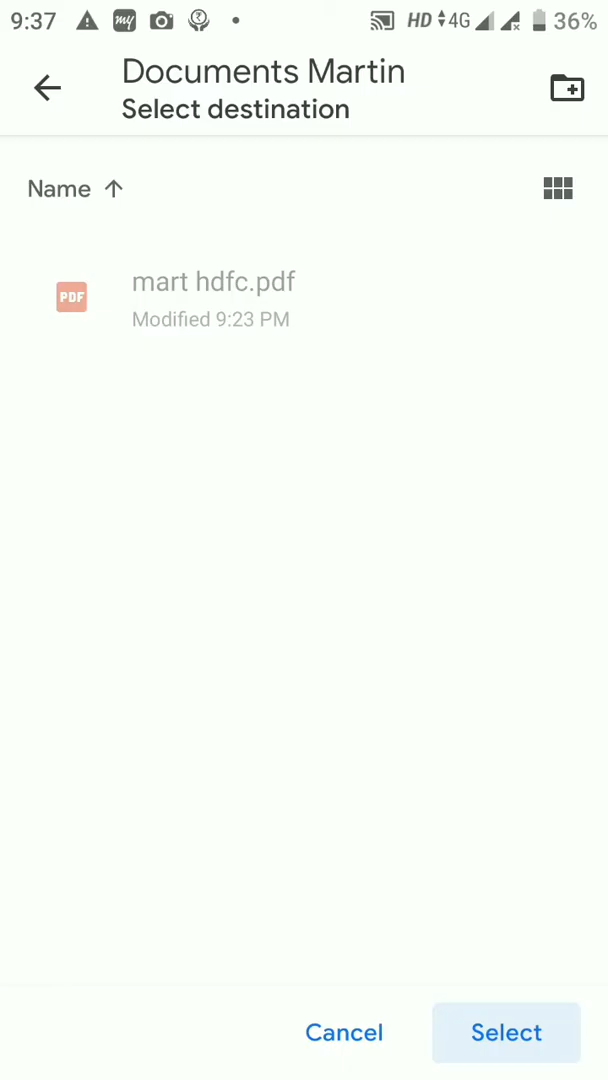 9:37 my HD 4G 36%
Documents Martin
Select destination
Name
mart hdfc.pdf
PDF
Modified 9:23 PM
Cancel Select